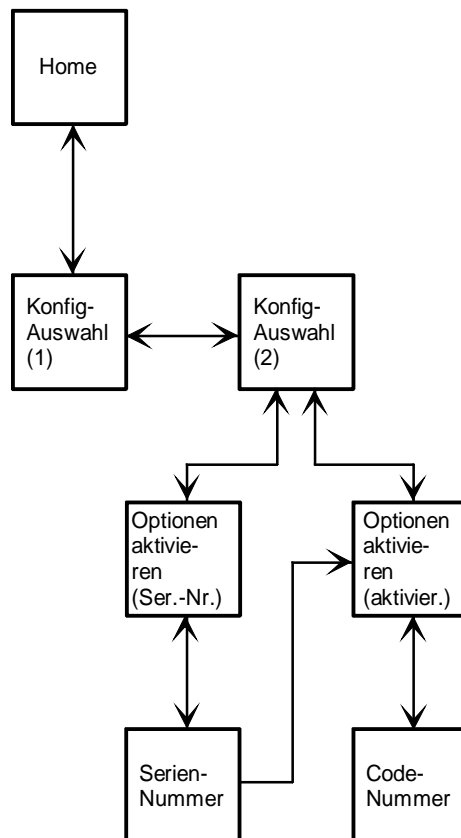 Home
Konfig-
Auswahl
(1)
Konfig-
Auswahl
(2)
Optionen
aktivie-
ren
(Ser.-Nr.)
Optionen
aktivie-
ren
(aktivier.)
Serien-
Nummer
Code-
Nummer